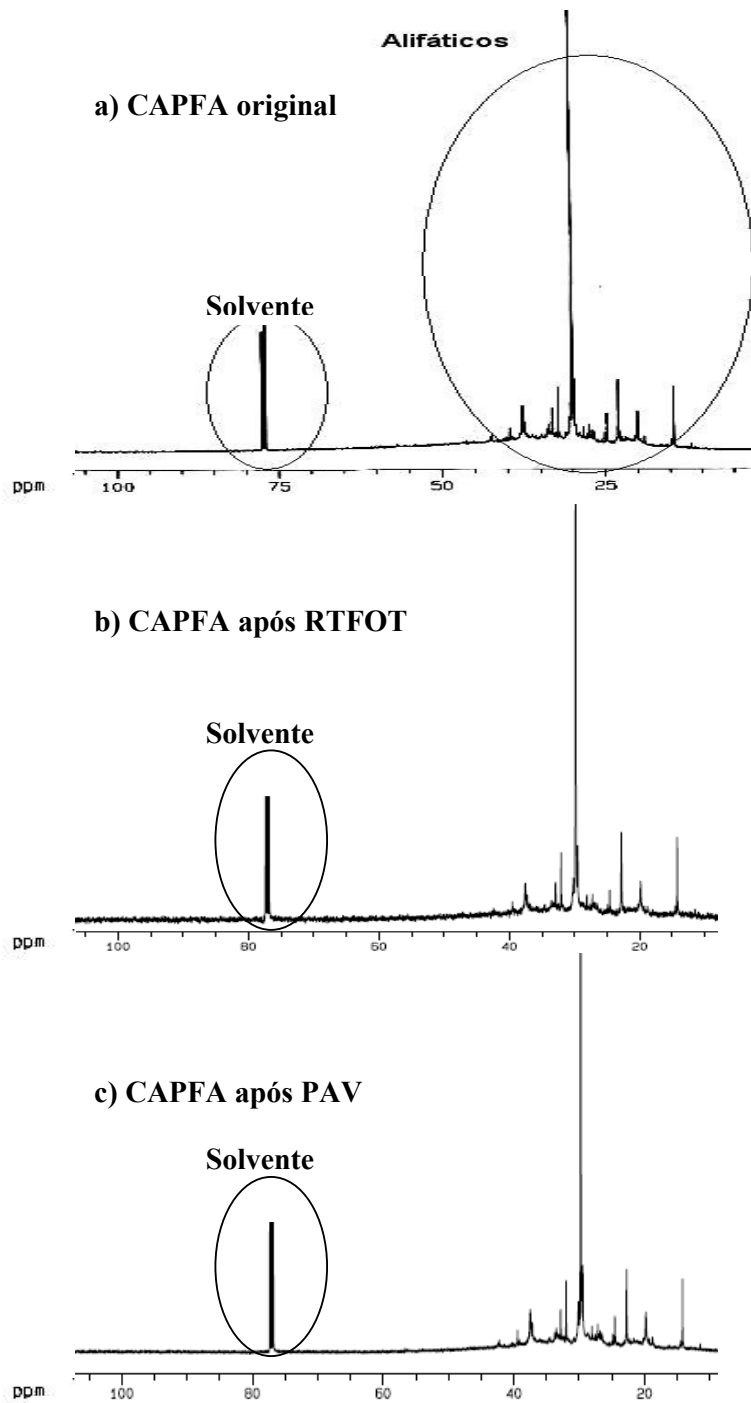 Alifáticos
a) CAPFA original
Solvente
ppm 100 75 50 25
b) CAPFA após RTFOT
Solvente
ppm 100 80 60 40 20
c) CAPFA após PAV
Solvente
ppm 100 80 60 40 20